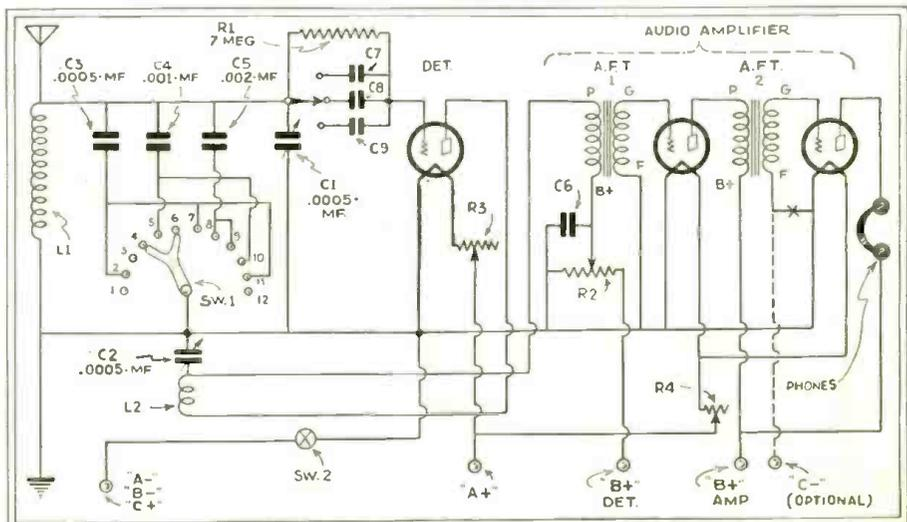 AUDIO AMPLIFIER
R1
7 MEG
C3
.0005-MF
C4
.001-MF
C5
.002-MF
C7
C8
C9
DET.
A.F.T.
1
A.F.T.
2
P
G
P
G
C1
.0005-
MF.
L1
1
2
3
4
5
6
7
8
9
10
11
12
SW.1
R3
C6
B+
F
B+
F
R2
C2
.0005-MF
L2
R4
PHONES
SW.2
"A-"
"B-"
"C+"
"A+"
"B+"
DET.
"B+"
AMP
"C-"
(OPTIONAL)